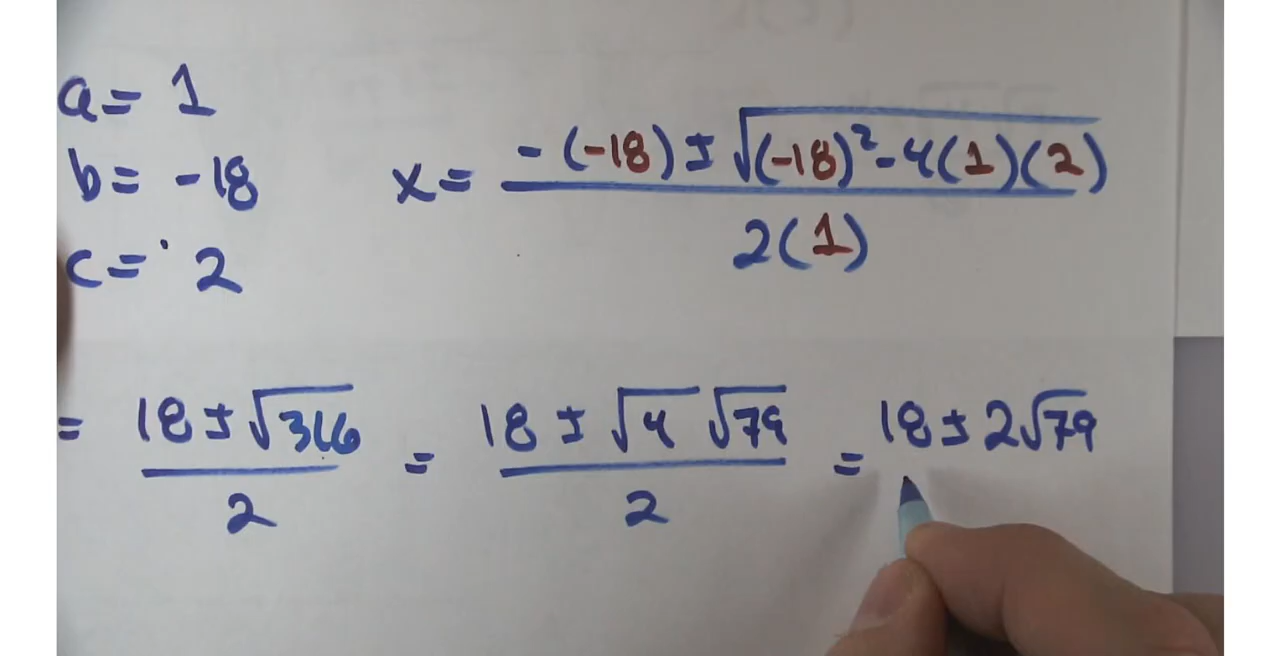 a = 1
b = -18
c = 2
x = -(-18) ± √(-18)² - 4(1)(2)
2(1)
= 18 ± √316 = 18 ± √4 √79 = 18 ± 2√79
2 2